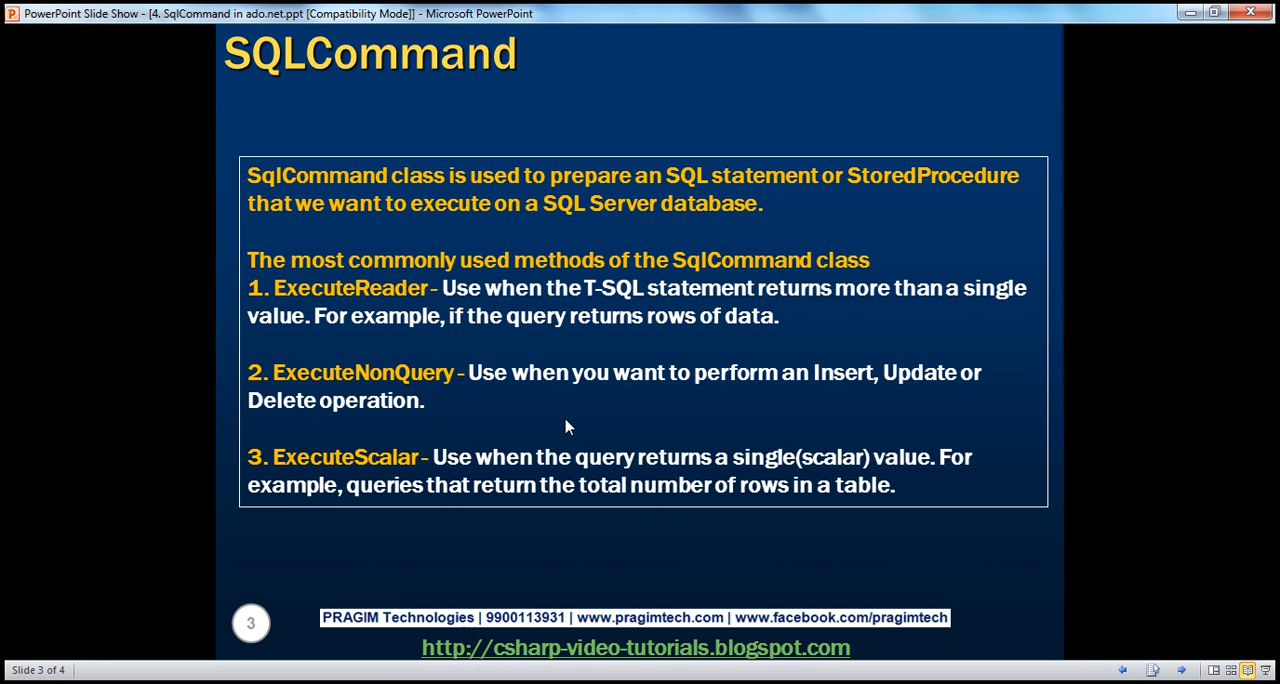 PowerPoint Slide Show - [4. SqlCommand in ado.net.ppt [Compatibility Mode]] - Microsoft PowerPoint
SQLCommand
SqlCommand class is used to prepare an SQL statement or StoredProcedure
that we want to execute on a SQL Server database.
The most commonly used methods of the SqlCommand class
1. ExecuteReader - Use when the T-SQL statement returns more than a single
value. For example, if the query returns rows of data.
2. ExecuteNonQuery - Use when you want to perform an Insert, Update or
Delete operation.
3. ExecuteScalar - Use when the query returns a single(scalar) value. For
example, queries that return the total number of rows in a table.
3
PRAGIM Technologies | 9900113931 | www.pragimtech.com | www.facebook.com/pragimtech
http://csharp-video-tutorials.blogspot.com
Slide 3 of 4